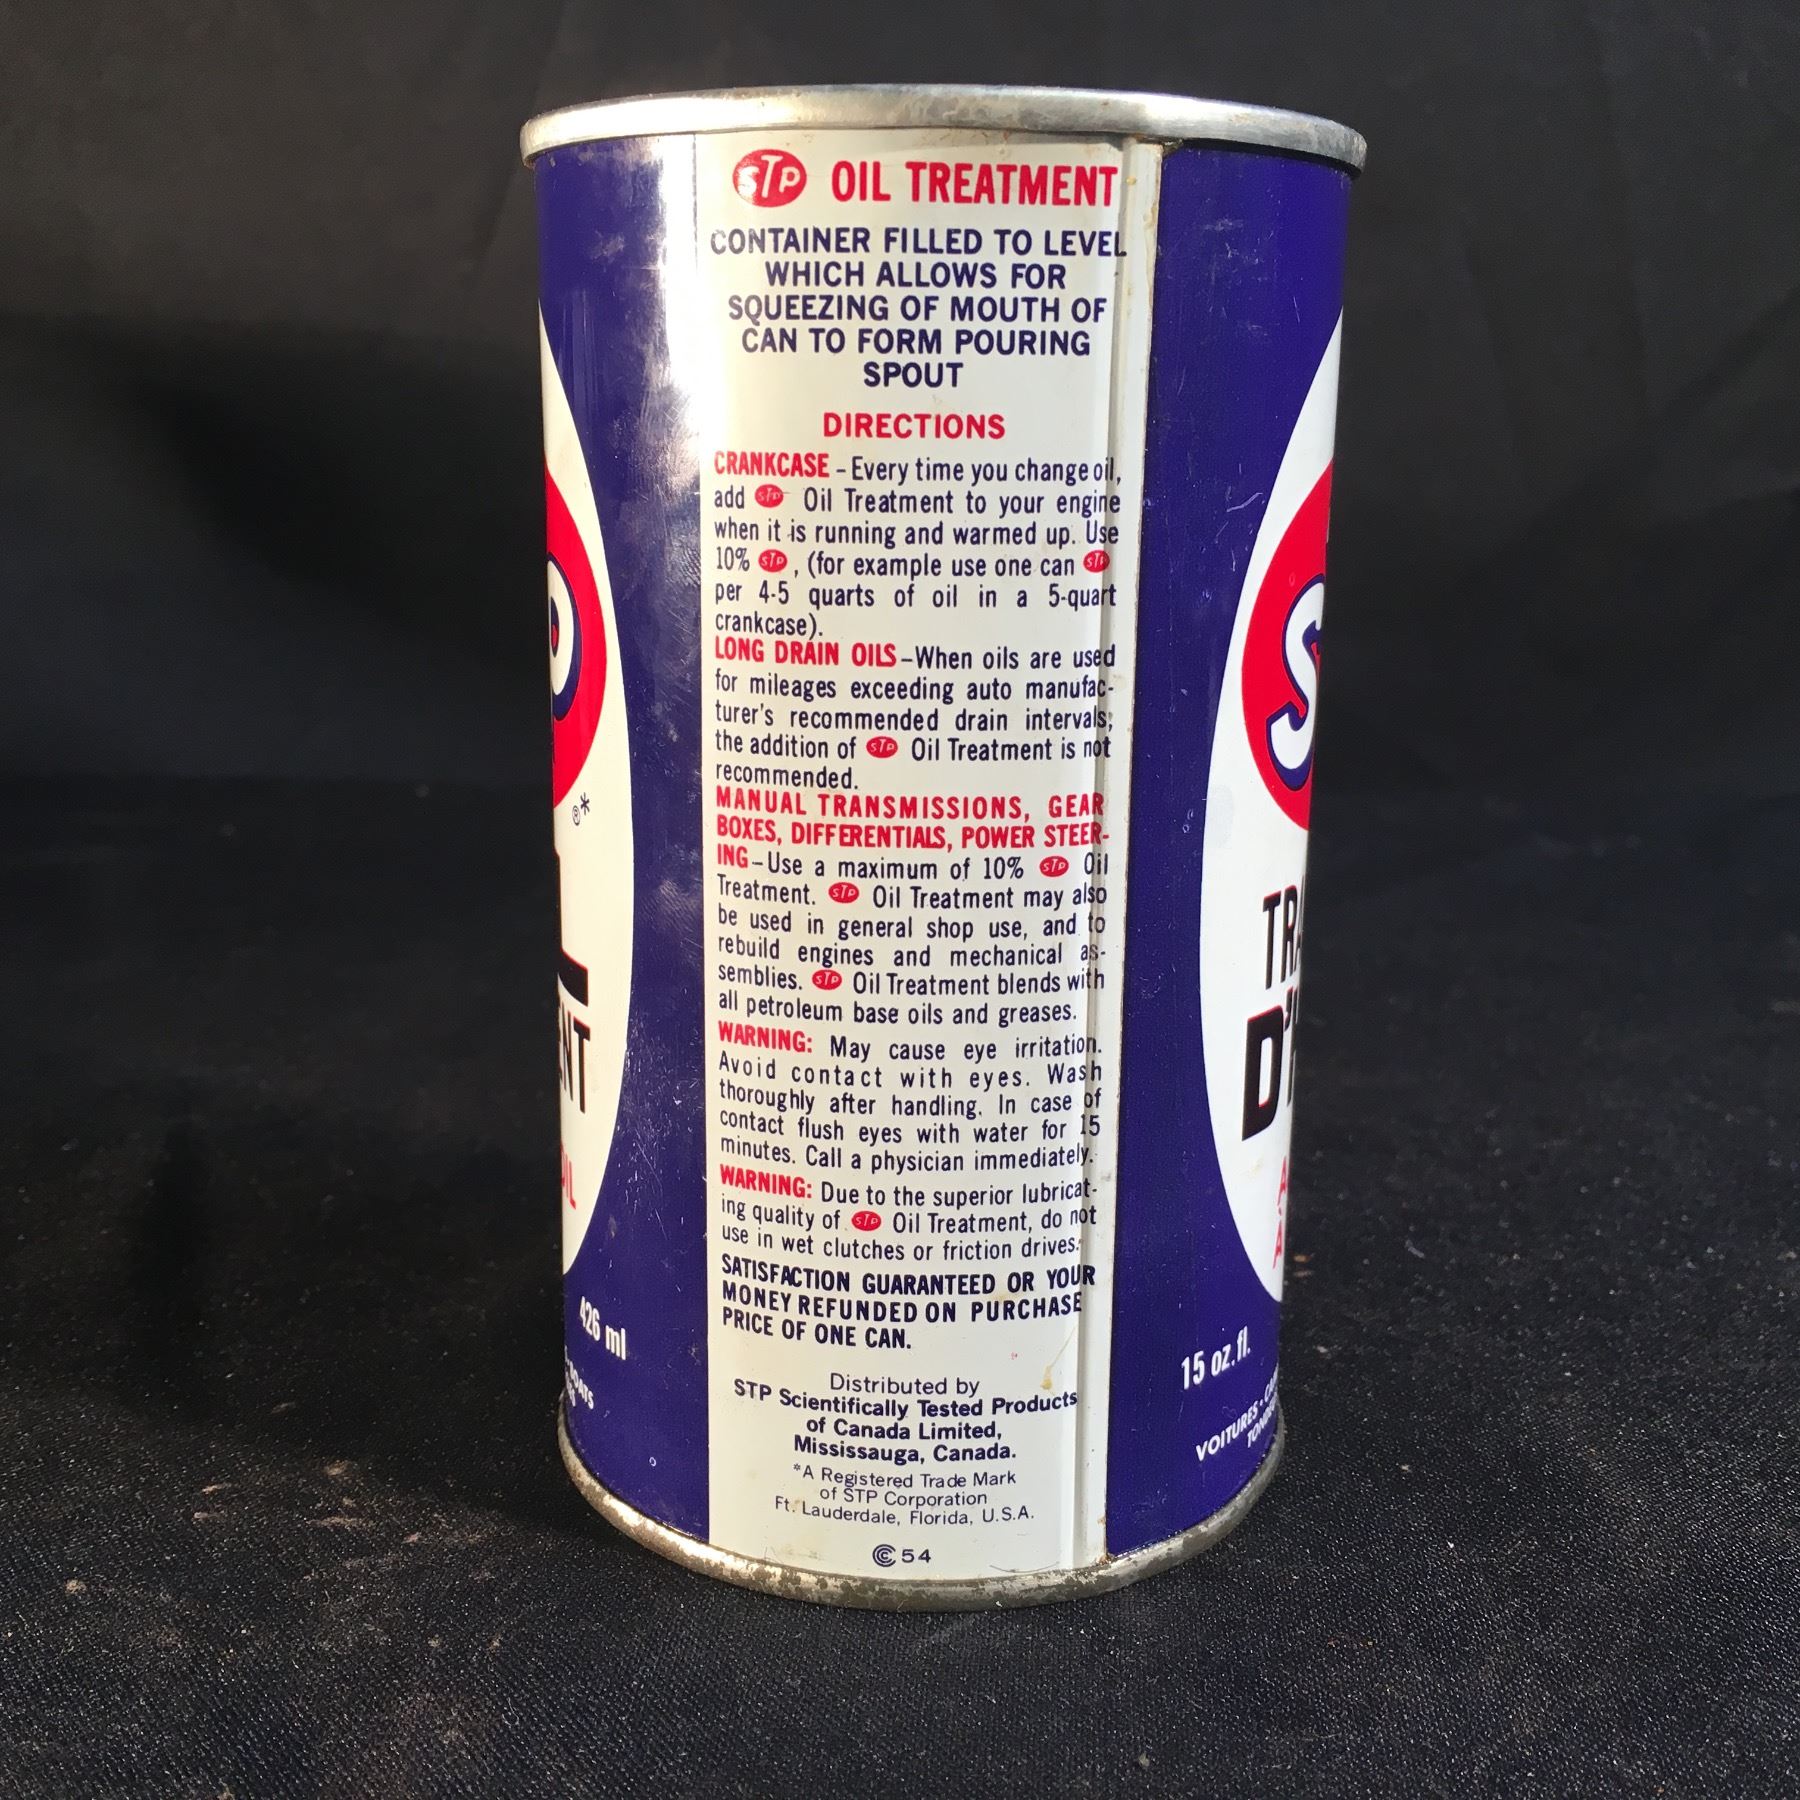 STP OIL TREATMENT
CONTAINER FILLED TO LEVEL
WHICH ALLOWS FOR
SQUEEZING OF MOUTH OF
CAN TO FORM POURING
SPOUT
DIRECTIONS
CRANKCASE – Every time you change oil,
add STP Oil Treatment to your engine
when it is running and warmed up. Use
10% STP, (for example use one can STP
per 4-5 quarts of oil in a 5-quart
crankcase).
LONG DRAIN OILS – When oils are used
for mileages exceeding auto manufac-
turer's recommended drain intervals;
the addition of STP Oil Treatment is not
recommended.
MANUAL TRANSMISSIONS, GEAR
BOXES, DIFFERENTIALS, POWER STEER-
ING – Use a maximum of 10% STP Oil
Treatment. STP Oil Treatment may also
be used in general shop use, and to
rebuild engines and mechanical as-
semblies. STP Oil Treatment blends with
all petroleum base oils and greases.
WARNING: May cause eye irritation.
Avoid contact with eyes. Wash
thoroughly after handling. In case of
contact flush eyes with water for 15
minutes. Call a physician immediately.
WARNING: Due to the superior lubricat-
ing quality of STP Oil Treatment, do not
use in wet clutches or friction drives.
SATISFACTION GUARANTEED OR YOUR
MONEY REFUNDED ON PURCHASE
PRICE OF ONE CAN.
Distributed by
STP Scientifically Tested Products
of Canada Limited,
Mississauga, Canada.
*A Registered Trade Mark
of STP Corporation
Ft. Lauderdale, Florida, U.S.A.
54
P
®*
426 ml
S
15 oz. fl.
VOITURES